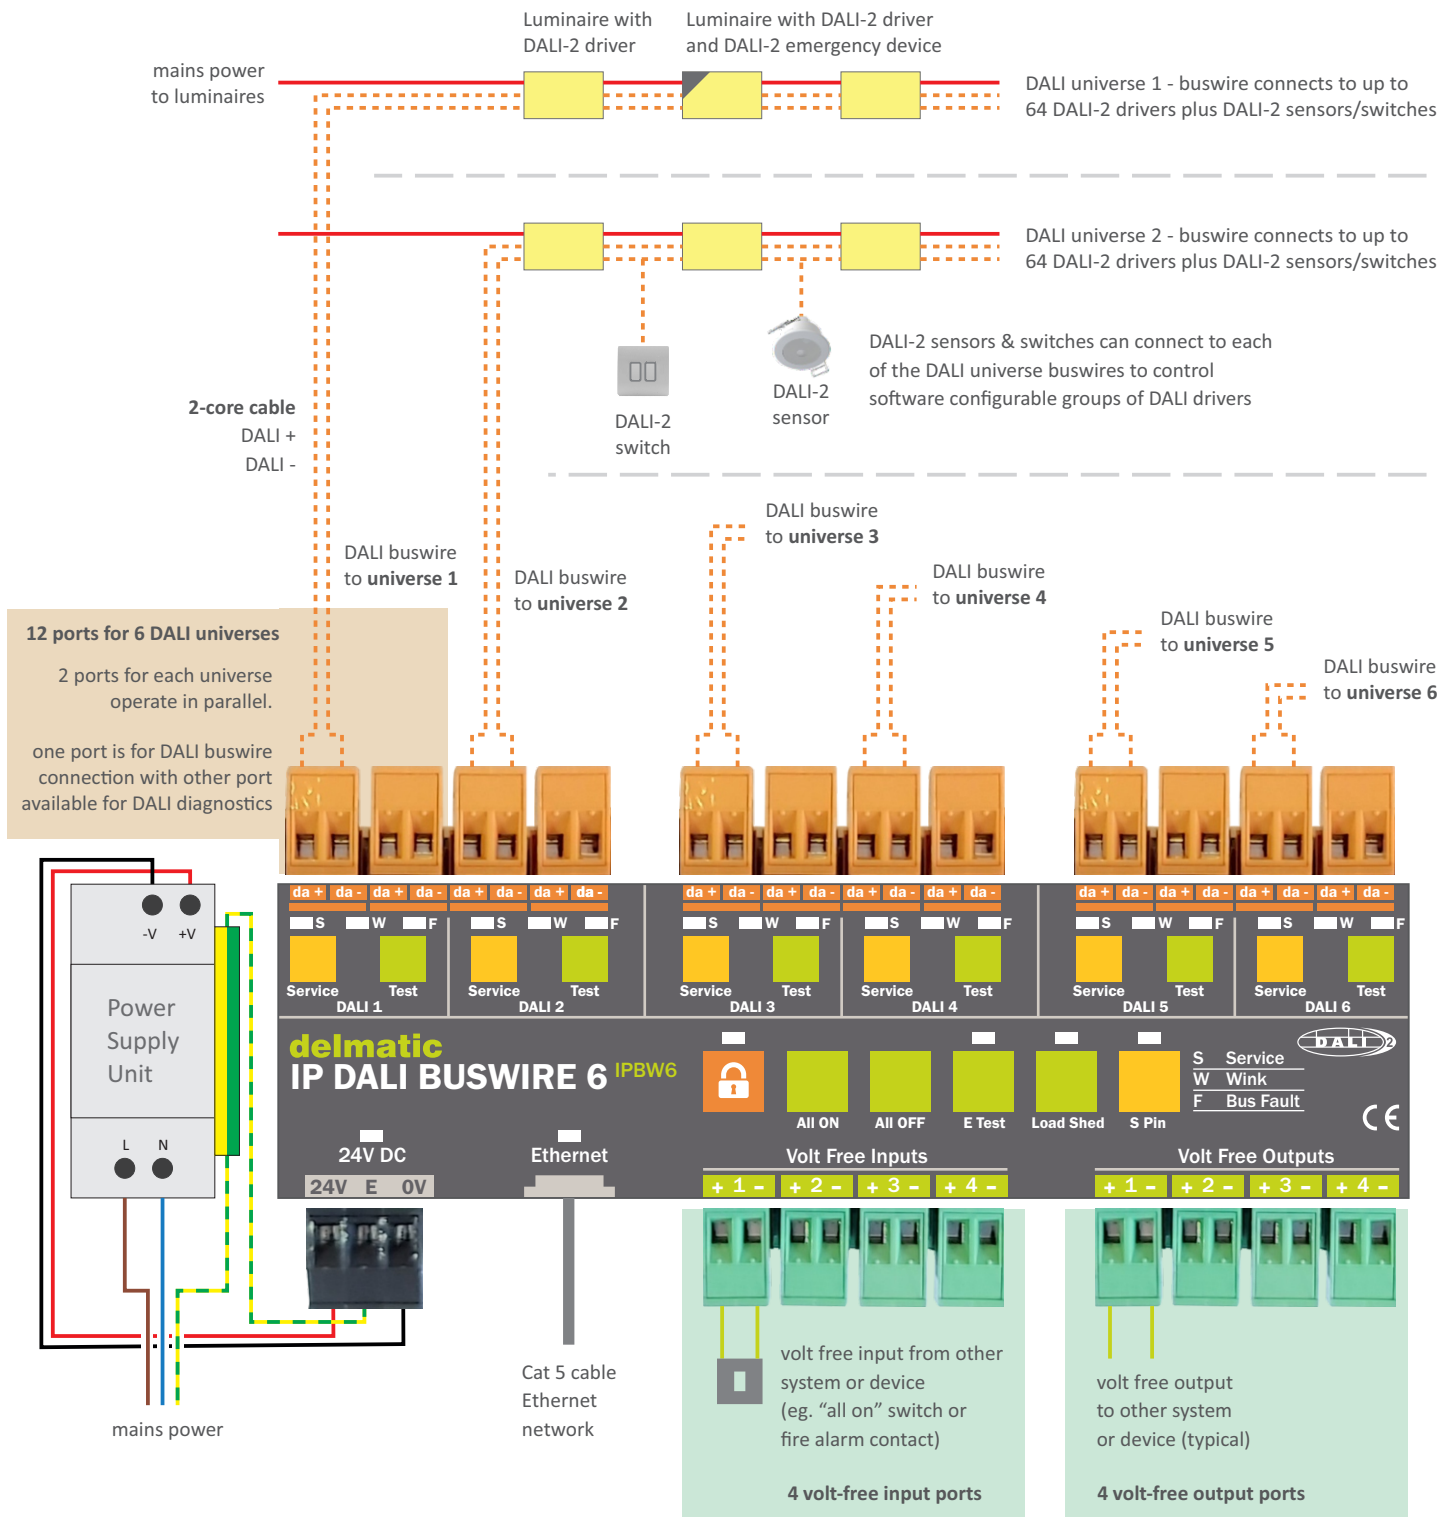 Luminaire with
DALI-2 driver
Luminaire with DALI-2 driver
and DALI-2 emergency device
mains power
to luminaires
DALI universe 1 - buswire connects to up to
64 DALI-2 drivers plus DALI-2 sensors/switches
DALI universe 2 - buswire connects to up to
64 DALI-2 drivers plus DALI-2 sensors/switches
DALI-2
switch
DALI-2
sensor
DALI-2 sensors & switches can connect to each
of the DALI universe buswires to control
software configurable groups of DALI drivers
2-core cable
DALI +
DALI -
DALI buswire
to universe 1
DALI buswire
to universe 2
DALI buswire
to universe 3
DALI buswire
to universe 4
DALI buswire
to universe 5
DALI buswire
to universe 6
12 ports for 6 DALI universes
2 ports for each universe
operate in parallel.
one port is for DALI buswire
connection with other port
available for DALI diagnostics
-V +V
Power
Supply
Unit
L N
mains power
da + da - da + da - da + da - da + da -
da + da - da + da - da + da - da + da -
da + da - da + da - da + da - da + da -
S W F S W F
S W F S W F
S W F S W F
Service Test Service Test
Service Test Service Test
Service Test Service Test
DALI 1 DALI 2 DALI 3 DALI 4 DALI 5 DALI 6
delmatic
IP DALI BUSWIRE 6 IPBW6
All ON All OFF E Test Load Shed S Pin
S Service
W Wink
F Bus Fault
DALI 2
CE
24V DC
24V E 0V
Ethernet
Volt Free Inputs
+ 1 - + 2 - + 3 - + 4 -
Volt Free Outputs
+ 1 - + 2 - + 3 - + 4 -
Cat 5 cable
Ethernet
network
volt free input from other
system or device
(eg. “all on” switch or
fire alarm contact)
4 volt-free input ports
volt free output
to other system
or device (typical)
4 volt-free output ports